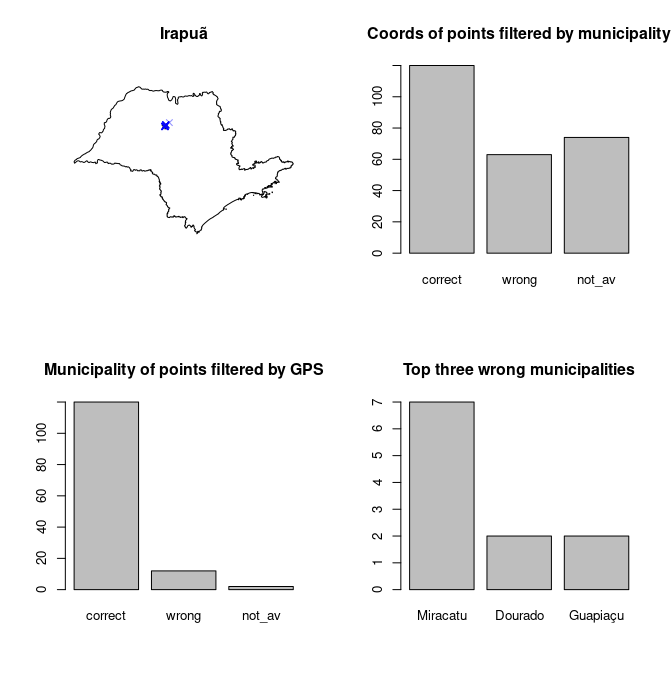 Irapuã
Coords of points filtered by municipality
0 20 40 60 80 100
correct wrong not_av
Municipality of points filtered by GPS
0 20 40 60 80 100
correct wrong not_av
Top three wrong municipalities
0 1 2 3 4 5 6 7
Miracatu Dourado Guapiaçu